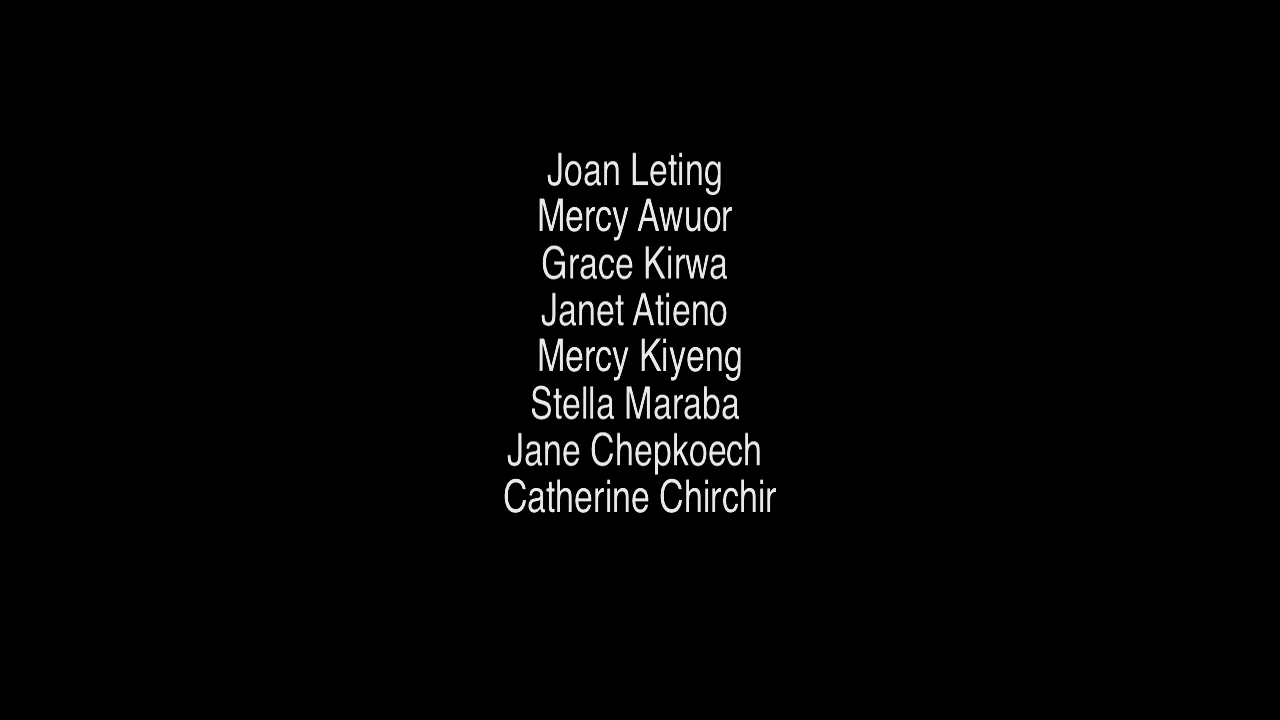 Joan Leting
Mercy Awuor
Grace Kirwa
Janet Atieno
Mercy Kiyeng
Stella Maraba
Jane Chepkoech
Catherine Chirchir